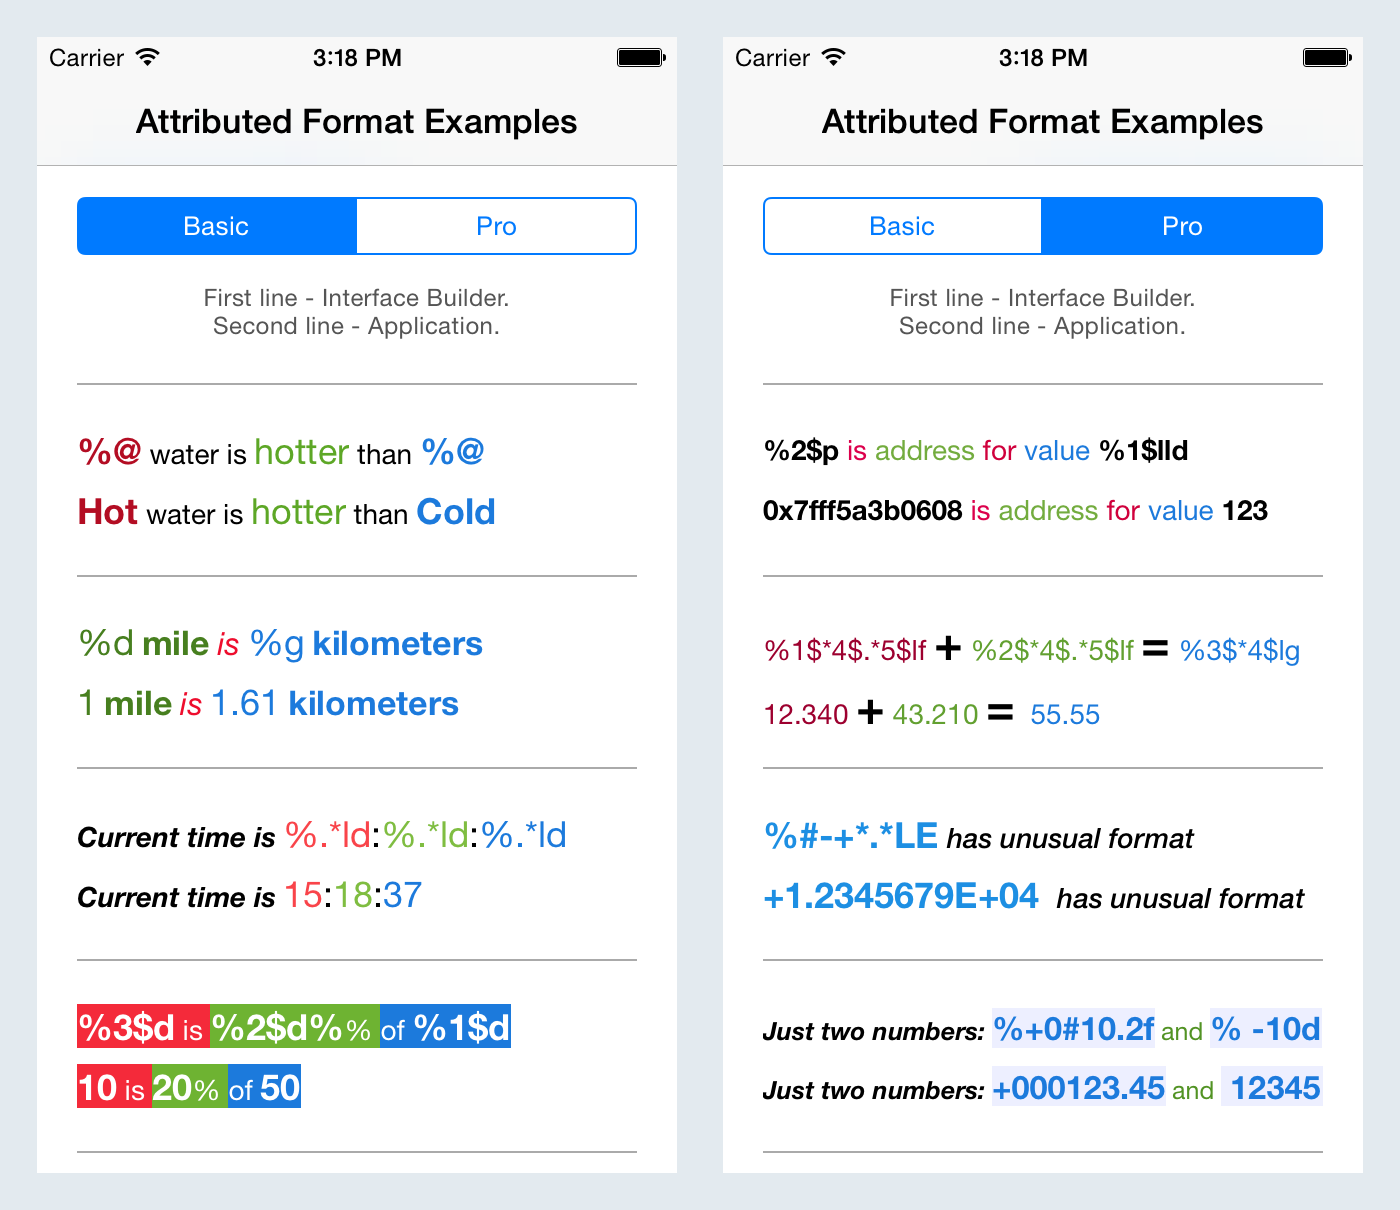 Carrier 3:18 PM
Attributed Format Examples
Basic Pro
First line - Interface Builder.
Second line - Application.
%@ water is hotter than %@
Hot water is hotter than Cold
%d mile is %g kilometers
1 mile is 1.61 kilometers
Current time is %.*ld:%.*ld:%.*ld
Current time is 15:18:37
%3$d is %2$d%% of %1$d
10 is 20% of 50
Carrier 3:18 PM
Attributed Format Examples
Basic Pro
First line - Interface Builder.
Second line - Application.
%2$p is address for value %1$lld
0x7fff5a3b0608 is address for value 123
%1$*4$.*5$lf + %2$*4$.*5$lf = %3$*4$lg
12.340 + 43.210 = 55.55
%#-+*.*LE has unusual format
+1.2345679E+04 has unusual format
Just two numbers: %+0#10.2f and % -10d
Just two numbers: +000123.45 and 12345